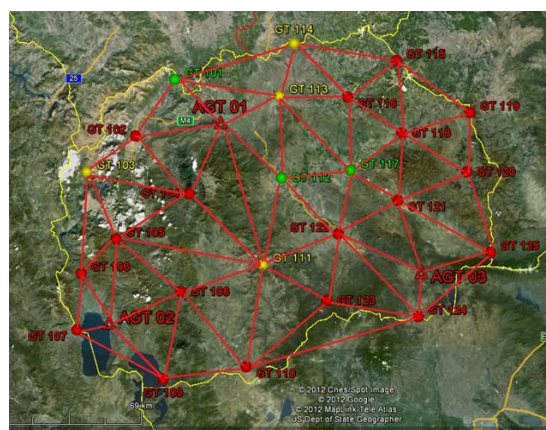 GT 114
GT 115
25
GT 101
GT 113
GT 116
GT 119
AGT 01
M4
GT 102
GT 118
GT 103
GT 117
GT 120
GT 112
GT 104
GT 121
GT 122
GT 105
GT 125
GT 111
AGT 03
GT 123
GT 124
AGT 02
GT 107
GT 110
GT 109
© 2012 Cnes/Spot Image
© 2012 Google
© 2012 MapLink/Tele Atlas
US Dept of State Geographer
69 km